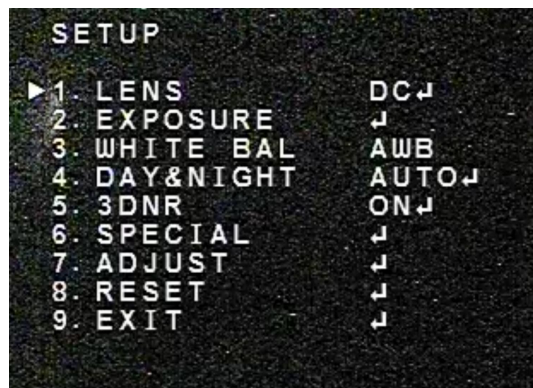 SETUP
▶1. LENS DC↵
2. EXPOSURE ↵
3. WHITE BAL AWB
4. DAY&NIGHT AUTO↵
5. 3DNR ON↵
6. SPECIAL ↵
7. ADJUST ↵
8. RESET ↵
9. EXIT ↵